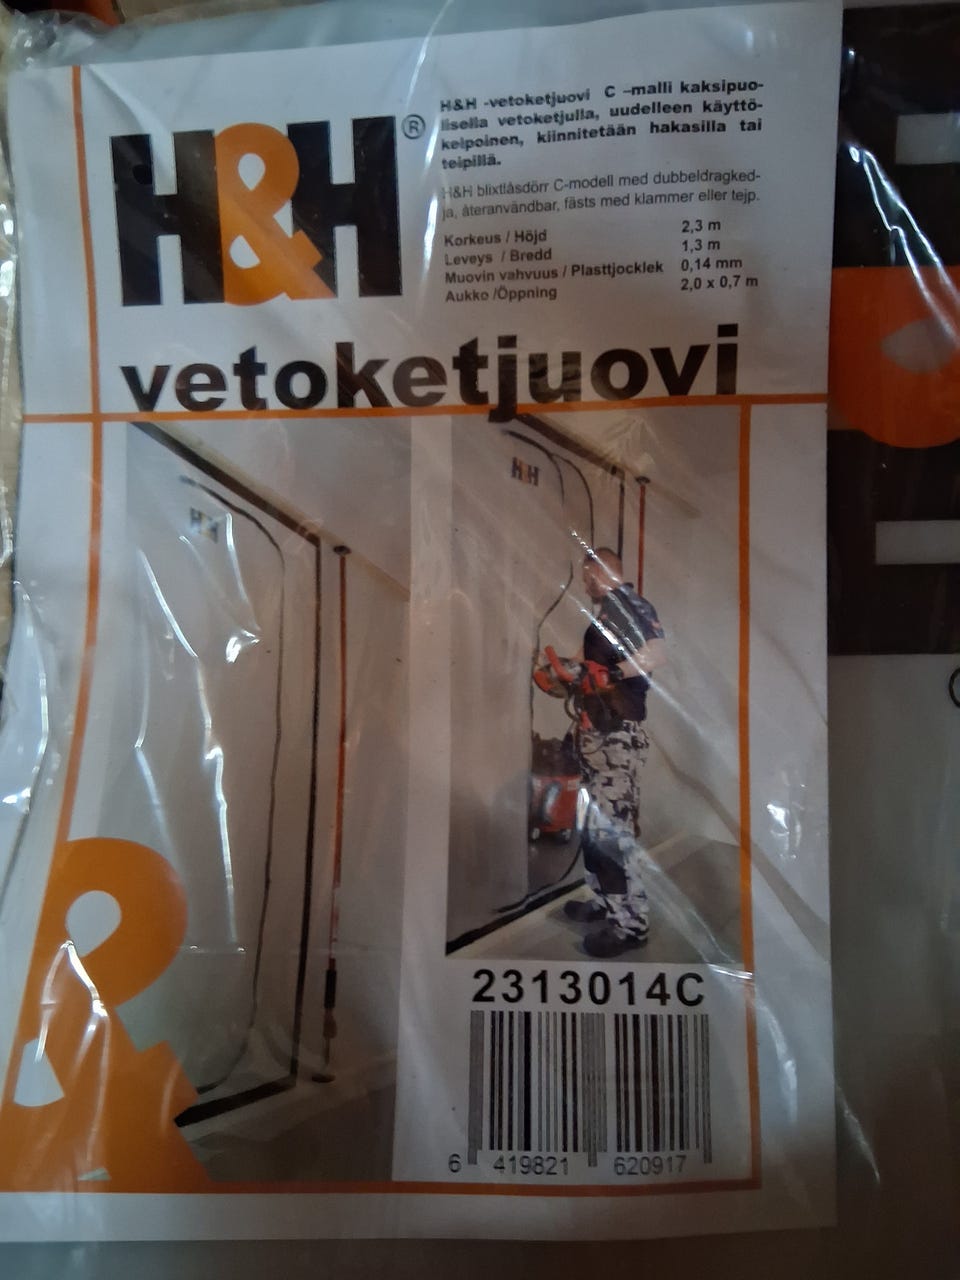 H&H®
H&H -vetoketjuovi C –malli kaksipuo-
lisella vetoketjulla, uudelleen käyttö-
kelpoinen, kiinnitetään hakasilla tai
teipillä.
H&H blixtlåsdörr C-modell med dubbeldragked-
ja, återanvändbar, fästs med klammer eller tejp.
Korkeus / Höjd 2,3 m
Leveys / Bredd 1,3 m
Muovin vahvuus / Plasttjocklek 0,14 mm
Aukko /Öppning 2,0 x 0,7 m
vetoketjuovi
H&H
H&H
2313014C
6 419821 620917